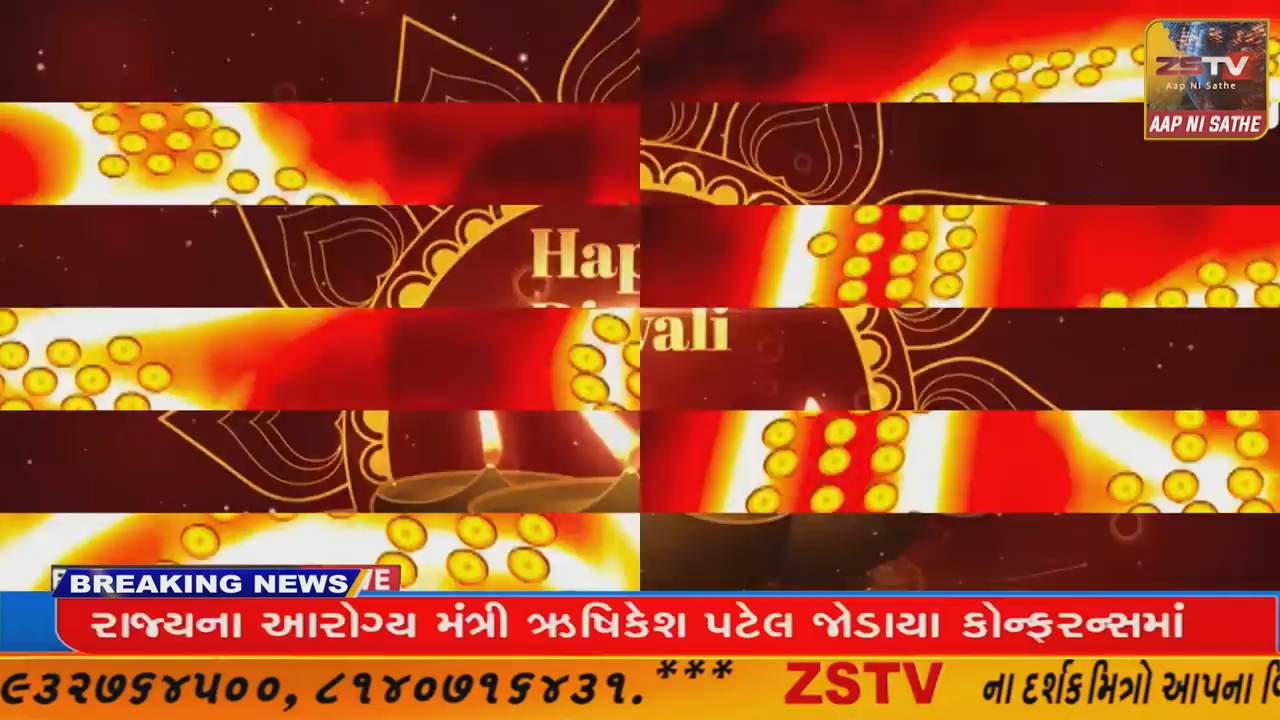 ZSTV
Aap Ni Sathe
AAP NI SATHE
Hap
vali
BREAKING NEWS
રાજ્યના આરોગ્ય મંત્રી ઋષિકેશ પટેલ જોડાયા કોન્ફરન્સમાં
૯૩૨૭૬૪૫૦૦, ૮૧૪૦૭૧૬૪૩૧. *** ZSTV ના દર્શક મિત્રો આપના